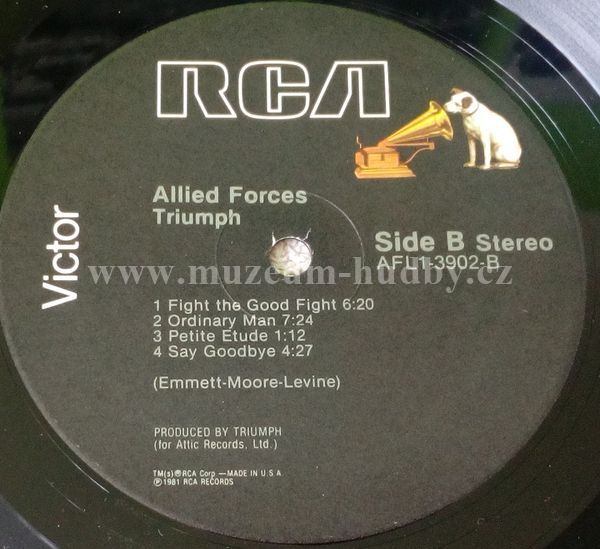 RCA
Victor
Allied Forces
Triumph
Side B Stereo
AFL1-3902-B
www.muzeum-hudby.cz
1 Fight the Good Fight 6:20
2 Ordinary Man 7:24
3 Petite Etude 1:12
4 Say Goodbye 4:27
(Emmett-Moore-Levine)
PRODUCED BY TRIUMPH
(for Attic Records, Ltd.)
TM(s)®RCA Corp —MADE IN U.S.A
℗1981 RCA RECORDS